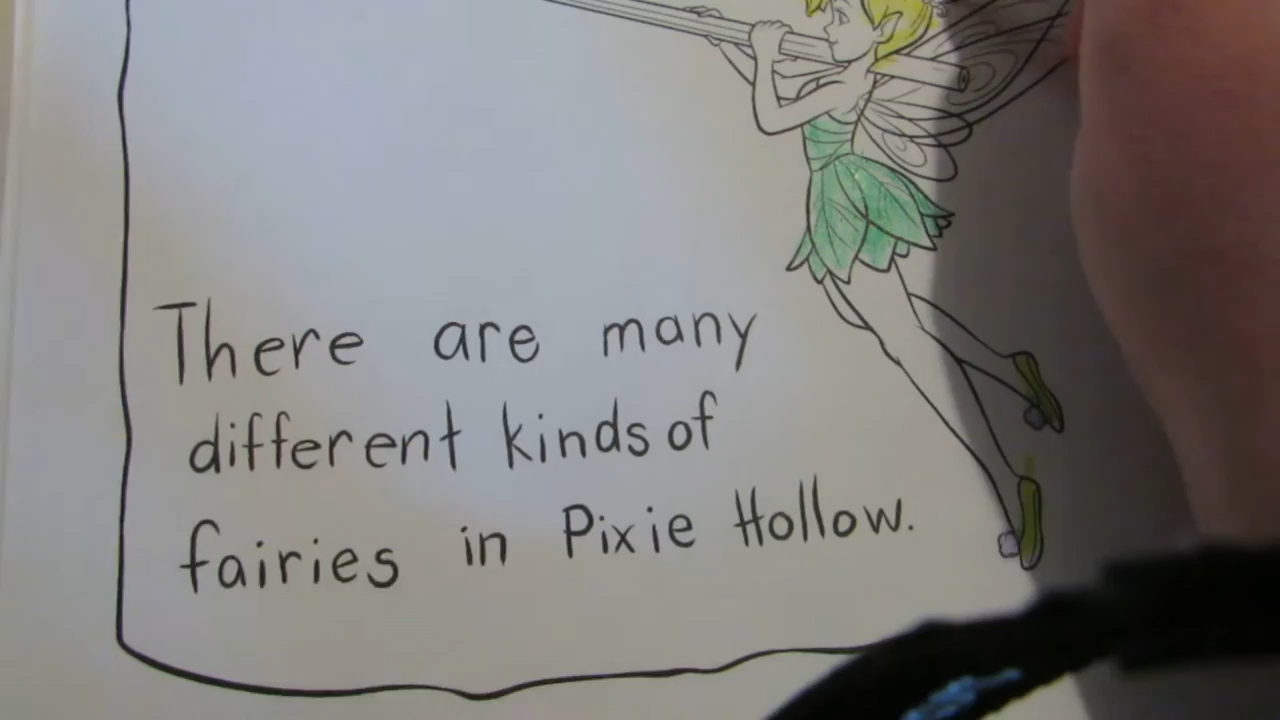 There are many
different kinds of
fairies in Pixie Hollow.